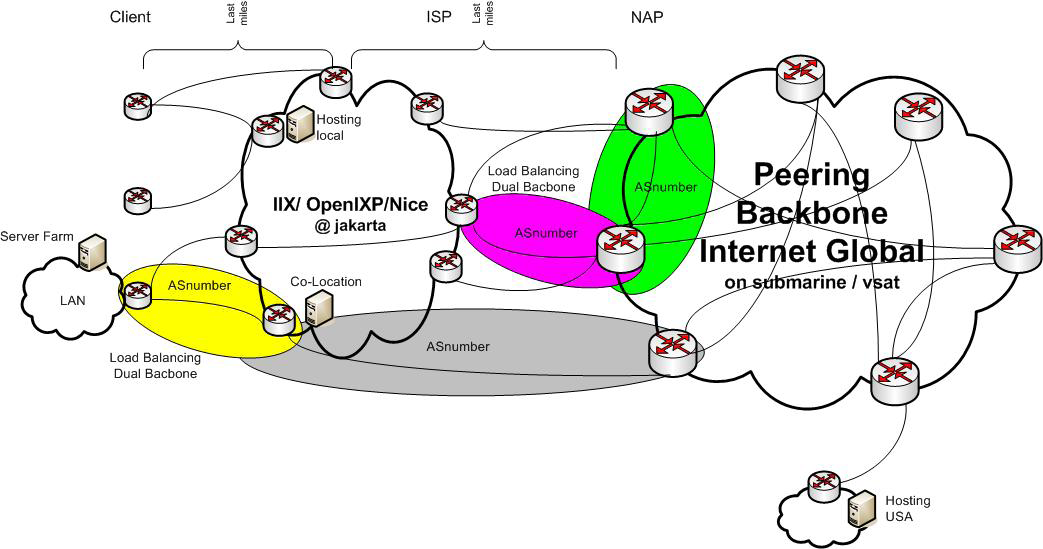 Client
Last
miles
ISP
Last
miles
NAP
Hosting
local
IIX/ OpenIXP/Nice
@ jakarta
Load Balancing
Dual Bacbone
ASnumber
ASnumber
Peering
Backbone
Internet Global
on submarine / vsat
Server Farm
LAN
ASnumber
Co-Location
Load Balancing
Dual Bacbone
ASnumber
Hosting
USA